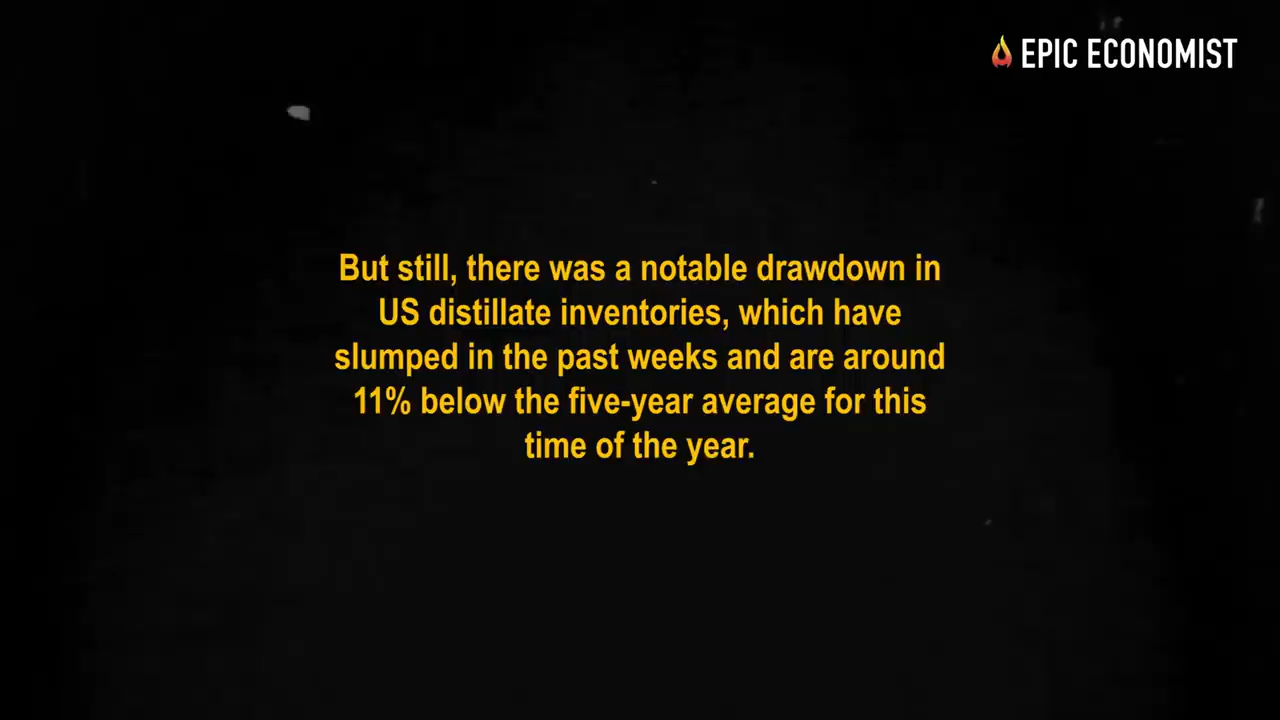 EPIC ECONOMIST
But still, there was a notable drawdown in
US distillate inventories, which have
slumped in the past weeks and are around
11% below the five-year average for this
time of the year.